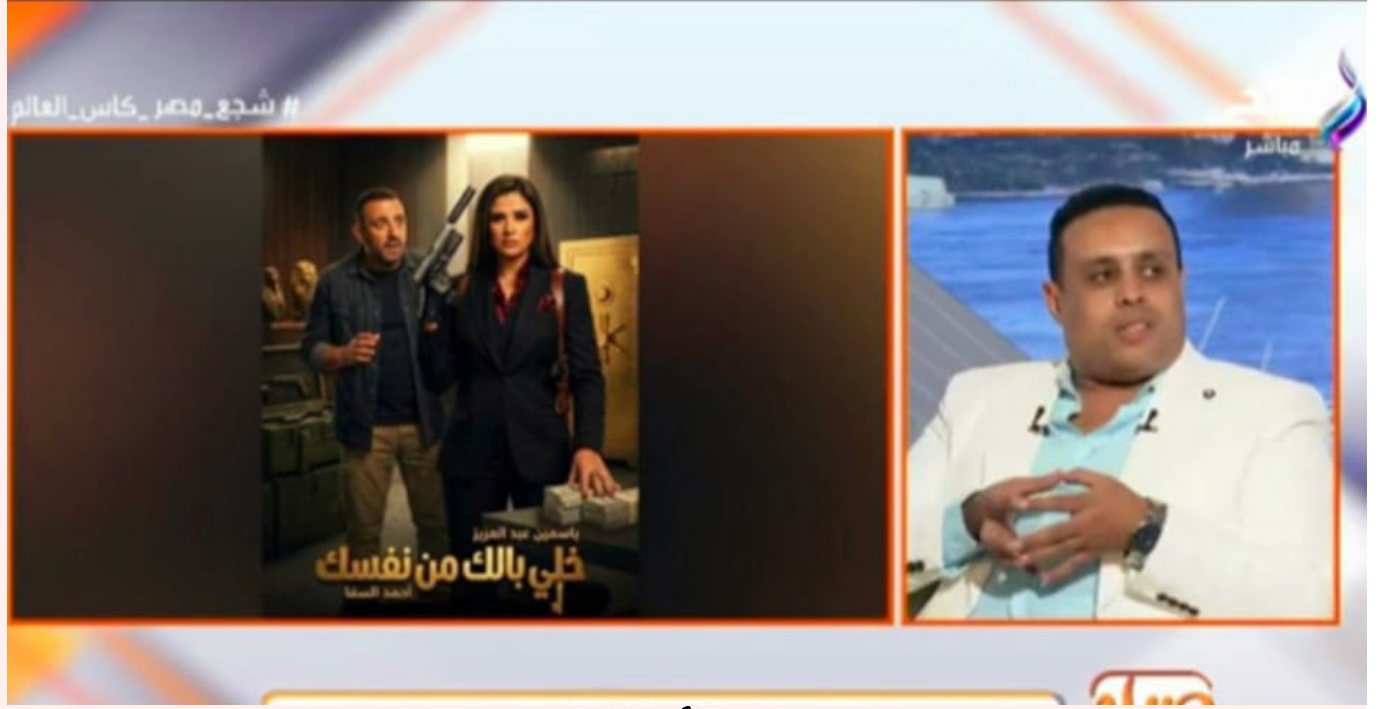 # شجع_مصر_كاس_العالم
مباشر
ياسمين عبد العزيز
خلي بالك من نفسك
أحمد السقا